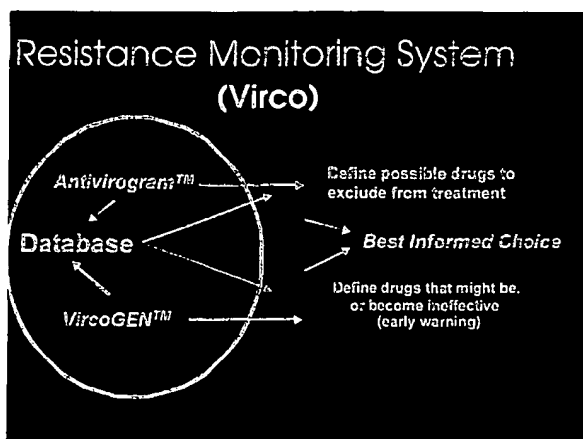 Resistance Monitoring System
(Virco)
Antivirogram™
Define possible drugs to
exclude from treatment
Database
Best Informed Choice
VircoGEN™
Define drugs that might be,
or become ineffective
(early warning)